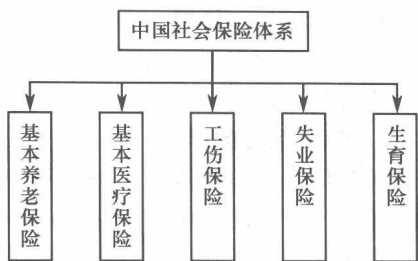 中国社会保险体系
基本养老保险
基本医疗保险
工伤保险
失业保险
生育保险